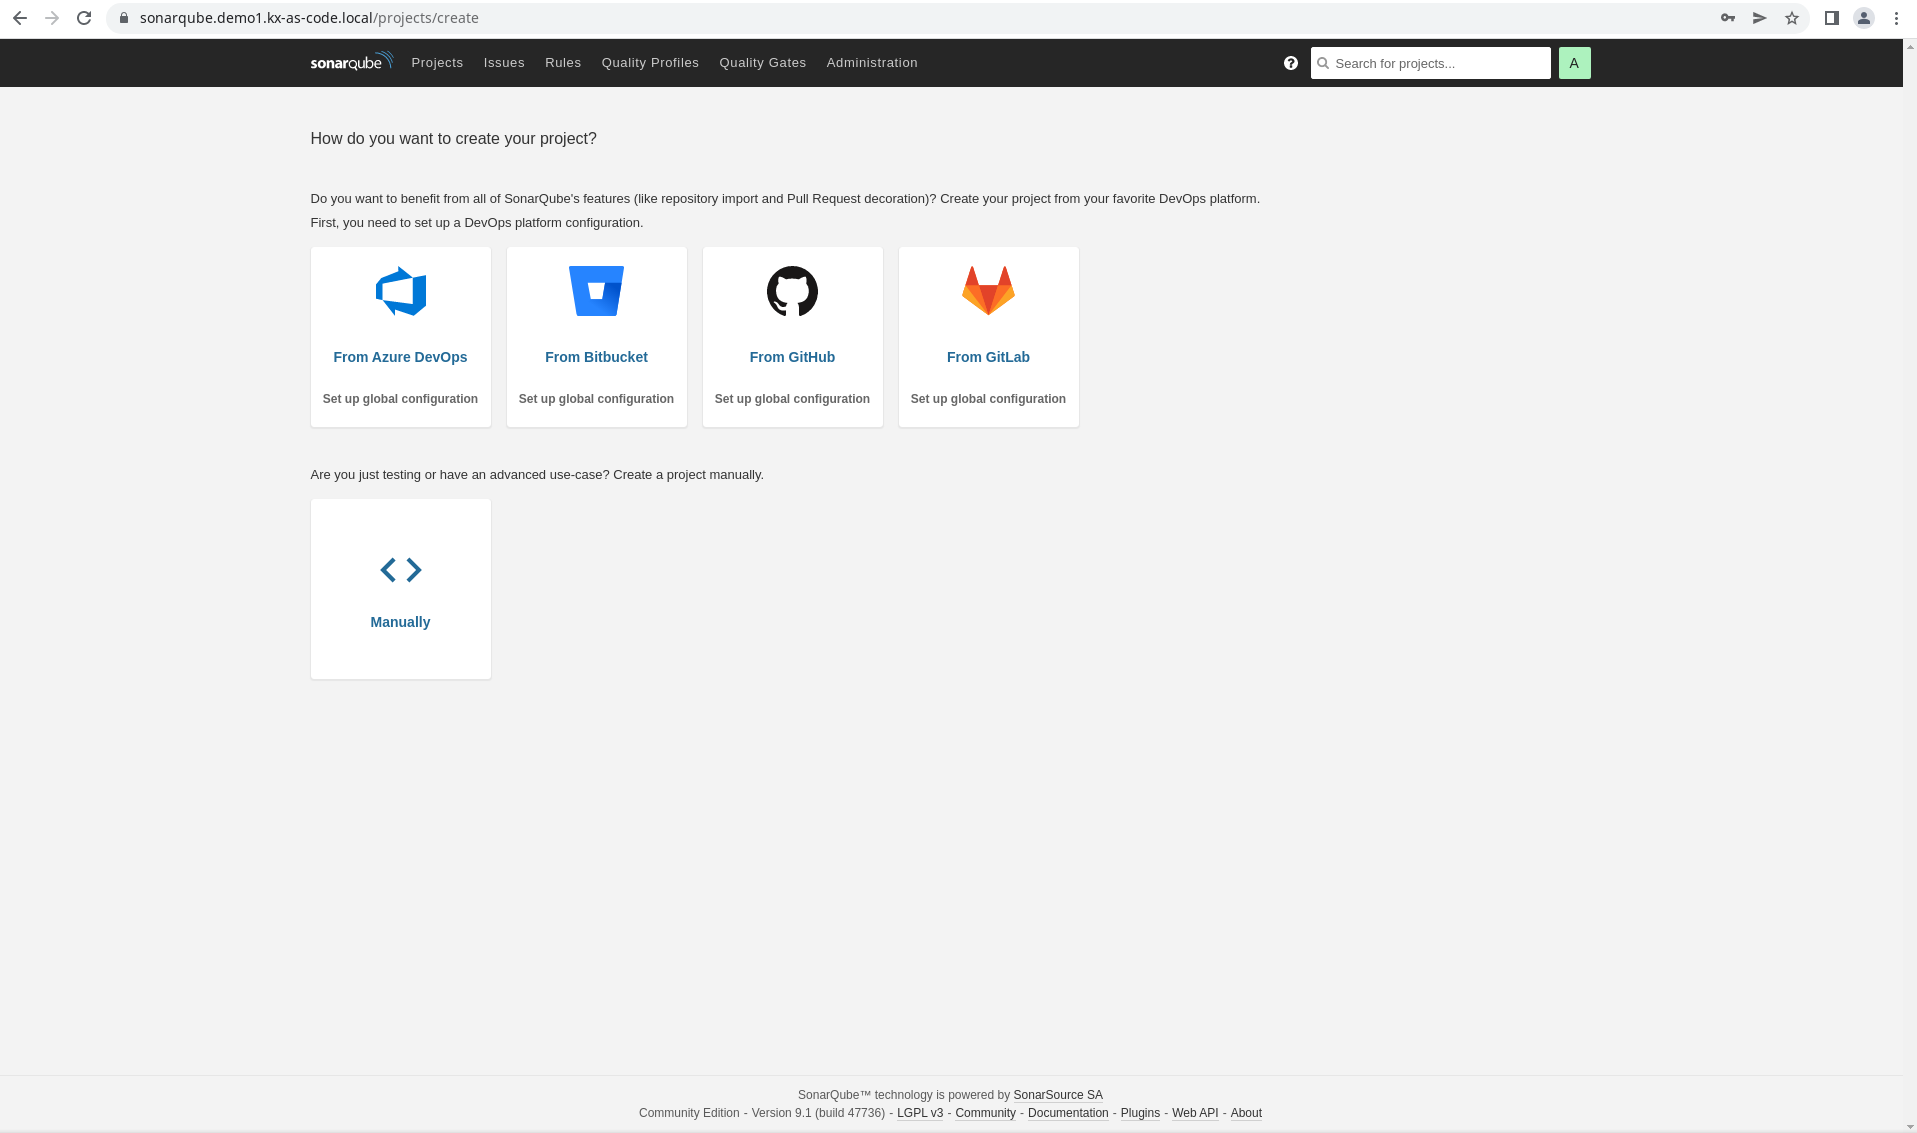 sonarqube.demo1.kx-as-code.local/projects/create
sonarqube Projects Issues Rules Quality Profiles Quality Gates Administration ? Search for projects... A
How do you want to create your project?
Do you want to benefit from all of SonarQube's features (like repository import and Pull Request decoration)? Create your project from your favorite DevOps platform.
First, you need to set up a DevOps platform configuration.
From Azure DevOps From Bitbucket From GitHub From GitLab
Set up global configuration Set up global configuration Set up global configuration Set up global configuration
Are you just testing or have an advanced use-case? Create a project manually.
Manually
SonarQube™ technology is powered by SonarSource SA
Community Edition - Version 9.1 (build 47736) - LGPL v3 - Community - Documentation - Plugins - Web API - About